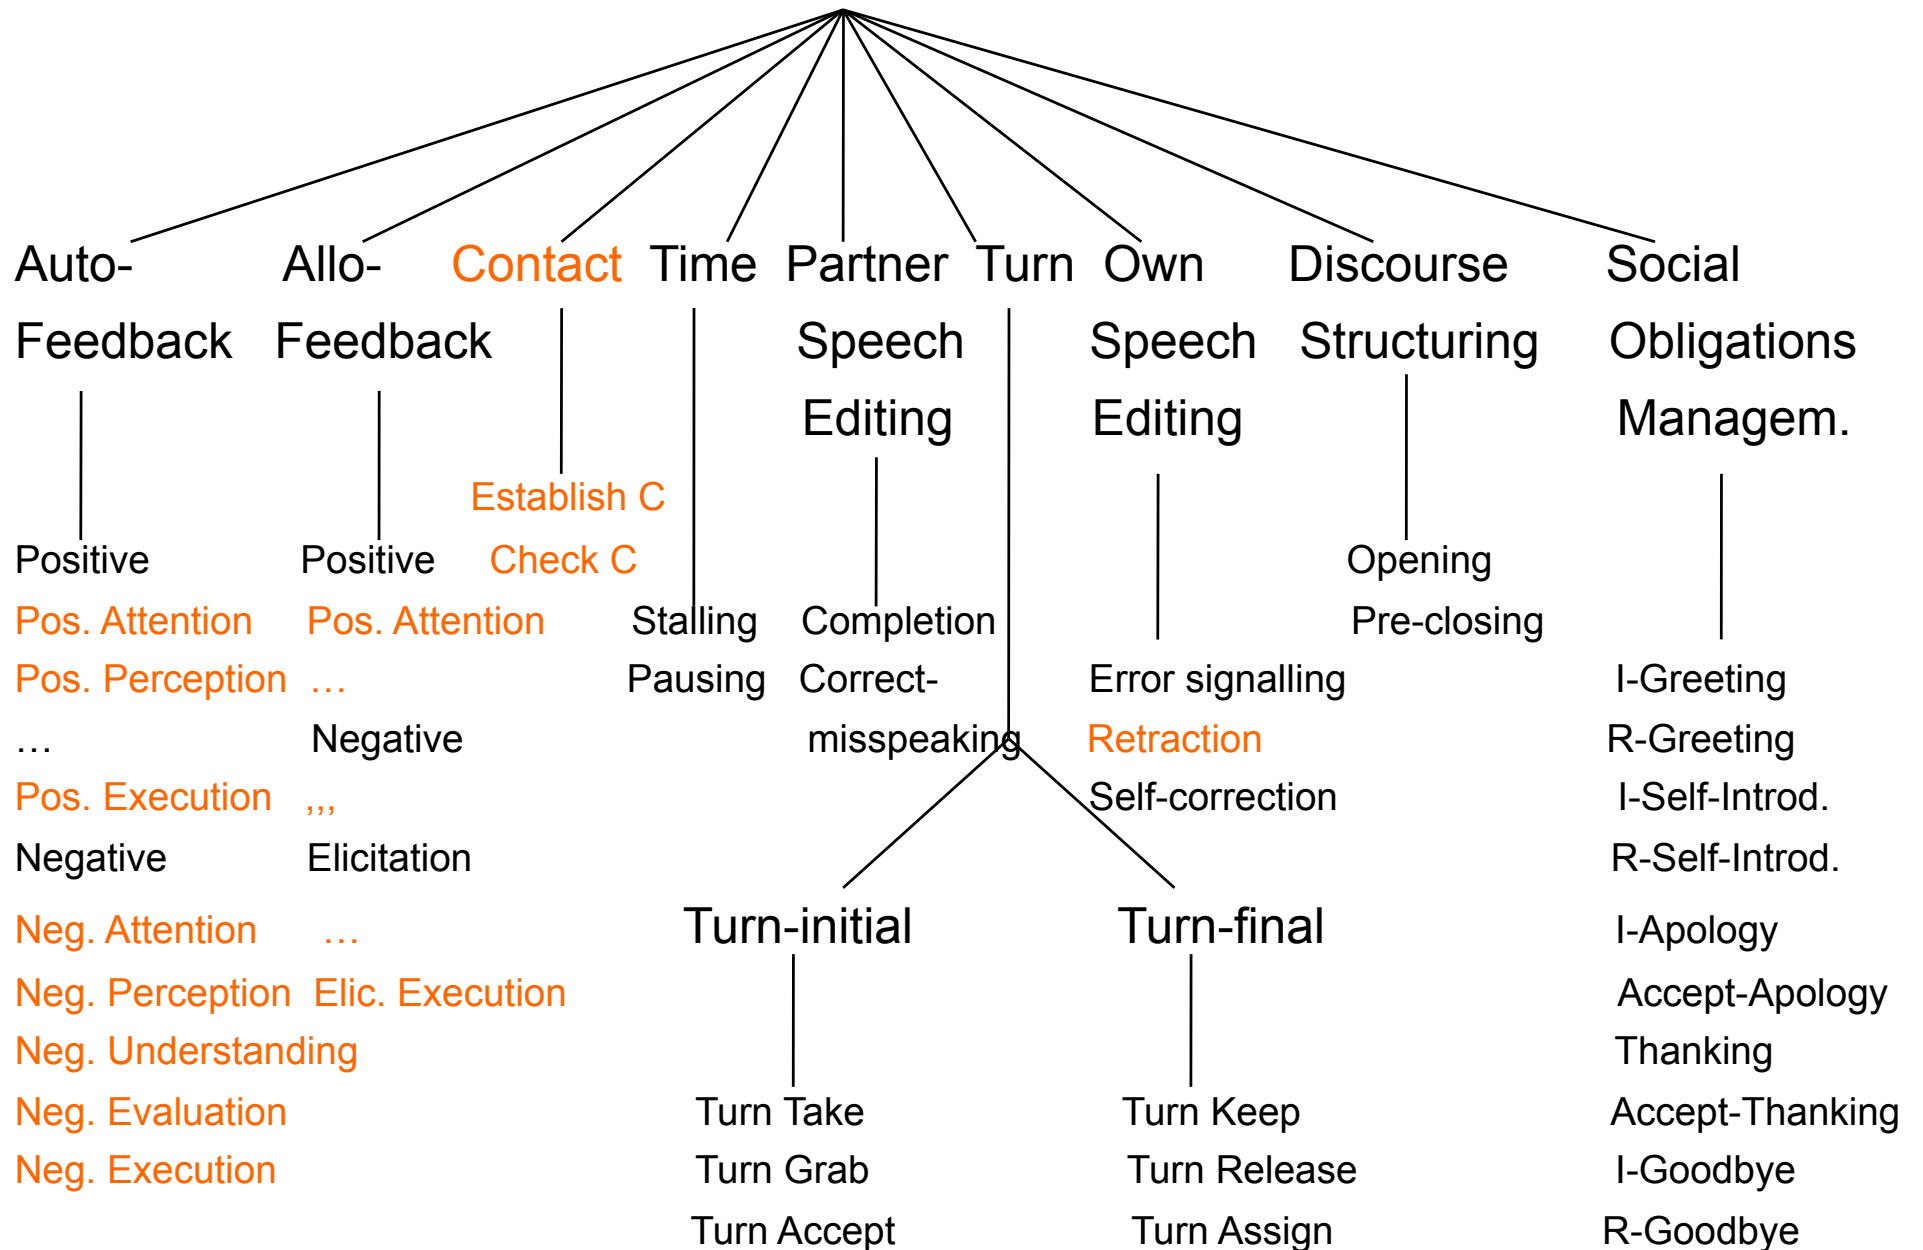 Auto- Allo- Contact Time Partner Turn Own Discourse Social
Feedback Feedback Speech Speech Structuring Obligations
Editing Editing Managem.
Establish C
Positive Positive Check C Opening
Pos. Attention Pos. Attention Stalling Completion Pre-closing
Pos. Perception … Pausing Correct- Error signalling I-Greeting
… Negative misspeaking Retraction R-Greeting
Pos. Execution ,,, Self-correction I-Self-Introd.
Negative Elicitation R-Self-Introd.
Neg. Attention … Turn-initial Turn-final I-Apology
Neg. Perception Elic. Execution Accept-Apology
Neg. Understanding Thanking
Neg. Evaluation Turn Take Turn Keep Accept-Thanking
Neg. Execution Turn Grab Turn Release I-Goodbye
Turn Accept Turn Assign R-Goodbye